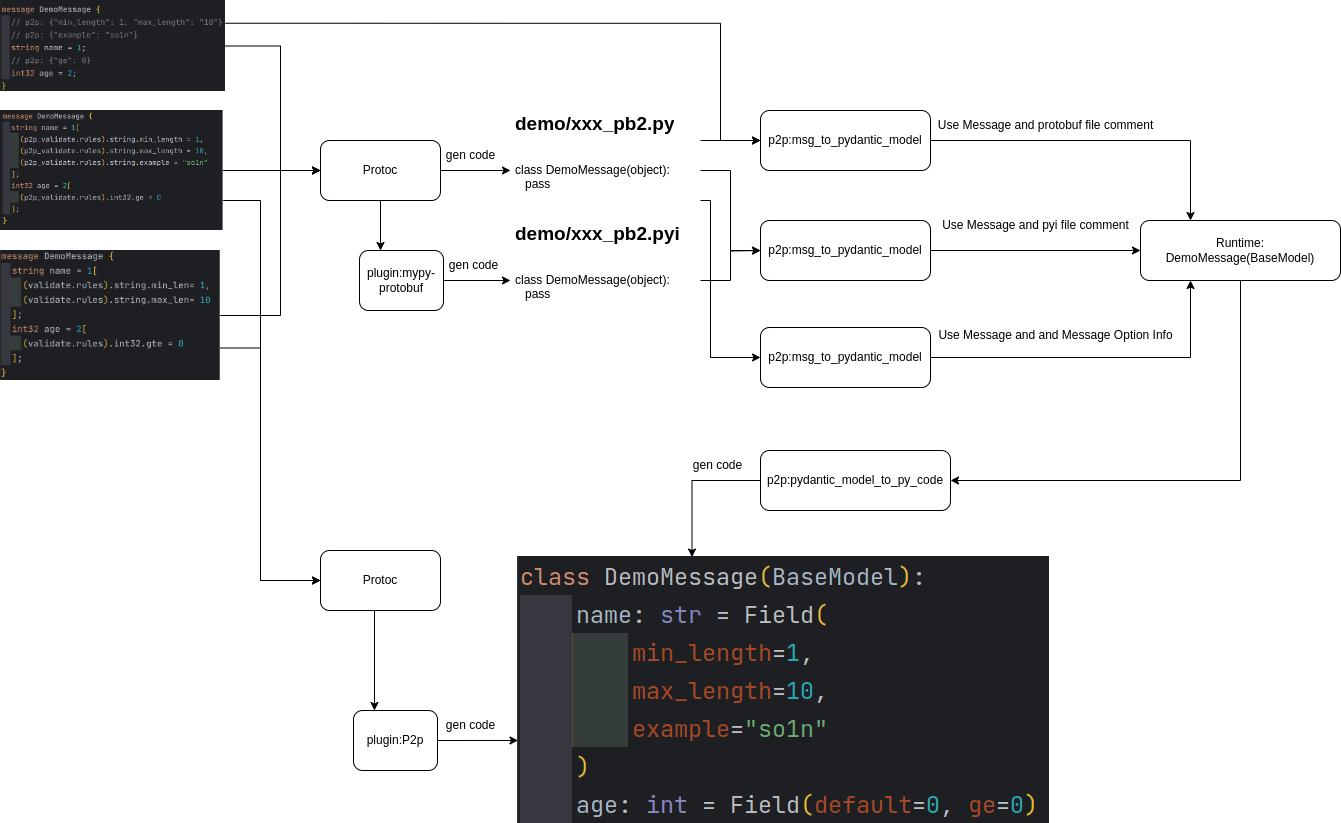 message DemoMessage {
// p2p: {"min_length": 1, "max_length": "10"}
// p2p: {"example": "so1n"}
string name = 1;
// p2p: {"ge": 0}
int32 age = 2;
}
message DemoMessage {
string name = 1[
(p2p_validate.rules).string.min_length = 1,
(p2p_validate.rules).string.max_length = 10,
(p2p_validate.rules).string.example = "so1n"
];
int32 age = 2[
(p2p_validate.rules).int32.ge = 0
];
}
message DemoMessage {
string name = 1[
(validate.rules).string.min_len= 1,
(validate.rules).string.max_len= 10
];
int32 age = 2[
(validate.rules).int32.gte = 0
];
}
Protoc
gen code
plugin:mypy-
protobuf
gen code
demo/xxx_pb2.py
class DemoMessage(object):
pass
demo/xxx_pb2.pyi
class DemoMessage(object):
pass
p2p:msg_to_pydantic_model
Use Message and protobuf file comment
p2p:msg_to_pydantic_model
Use Message and pyi file comment
p2p:msg_to_pydantic_model
Use Message and and Message Option Info
Runtime:
DemoMessage(BaseModel)
p2p:pydantic_model_to_py_code
gen code
Protoc
plugin:P2p
gen code
class DemoMessage(BaseModel):
name: str = Field(
min_length=1,
max_length=10,
example="so1n"
)
age: int = Field(default=0, ge=0)